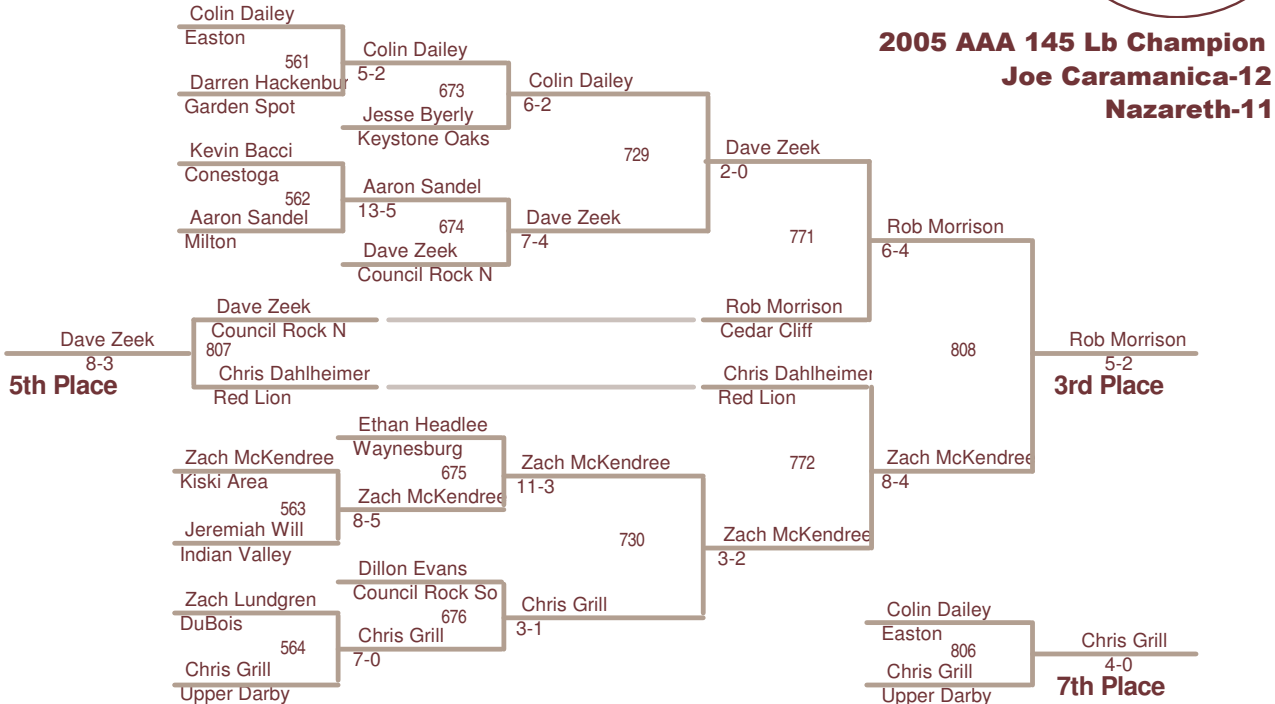 2005 AAA 145 Lb Champion
Joe Caramanica-12
Nazareth-11
Colin Dailey
Easton
561
Darren Hackenbur
Garden Spot
Colin Dailey
5-2
673
Jesse Byerly
Keystone Oaks
Colin Dailey
6-2
Kevin Bacci
Conestoga
562
Aaron Sandel
Milton
Aaron Sandel
13-5
674
Dave Zeek
Council Rock N
Dave Zeek
7-4
729
Dave Zeek
2-0
771
Rob Morrison
Cedar Cliff
Rob Morrison
6-4
Dave Zeek
Council Rock N
807
Chris Dahlheimer
Red Lion
Dave Zeek
8-3
5th Place
Chris Dahlheimer
Red Lion
772
Zach McKendree
8-4
808
Rob Morrison
5-2
3rd Place
Ethan Headlee
Waynesburg
675
Zach McKendree
Kiski Area
563
Jeremiah Will
Indian Valley
Zach McKendree
8-5
Zach McKendree
11-3
730
Zach McKendree
3-2
Dillon Evans
Council Rock So
676
Zach Lundgren
DuBois
564
Chris Grill
Upper Darby
Chris Grill
7-0
Chris Grill
3-1
Colin Dailey
Easton
806
Chris Grill
Upper Darby
Chris Grill
4-0
7th Place